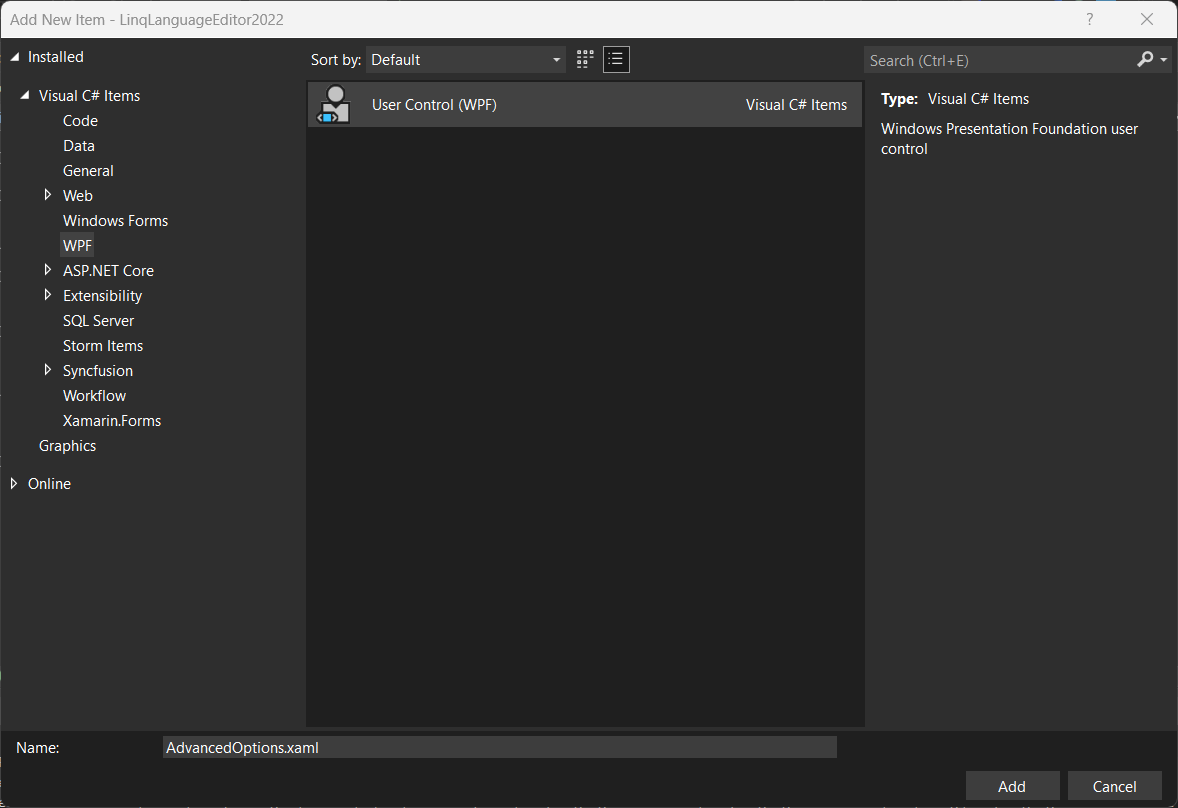 Add New Item - LinqLanguageEditor2022
?
Installed
Sort by: Default
Search (Ctrl+E)
Visual C# Items
Code
Data
General
Web
Windows Forms
WPF
ASP.NET Core
Extensibility
SQL Server
Storm Items
Syncfusion
Workflow
Xamarin.Forms
Graphics
Online
User Control (WPF) Visual C# Items
Type: Visual C# Items
Windows Presentation Foundation user
control
Name: AdvancedOptions.xaml
Add Cancel